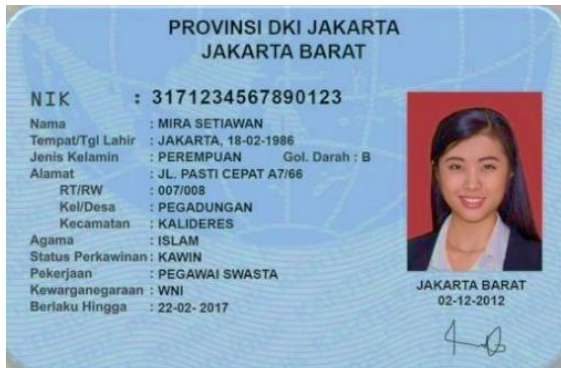 PROVINSI DKI JAKARTA
JAKARTA BARAT
NIK : 3171234567890123
Nama : MIRA SETIAWAN
Tempat/Tgl Lahir : JAKARTA, 18-02-1986
Jenis Kelamin : PEREMPUAN Gol. Darah : B
Alamat : JL. PASTI CEPAT A7/66
RT/RW : 007/008
Kel/Desa : PEGADUNGAN
Kecamatan : KALIDERES
Agama : ISLAM
Status Perkawinan : KAWIN
Pekerjaan : PEGAWAI SWASTA
Kewarganegaraan : WNI
Berlaku Hingga : 22-02- 2017
JAKARTA BARAT
02-12-2012